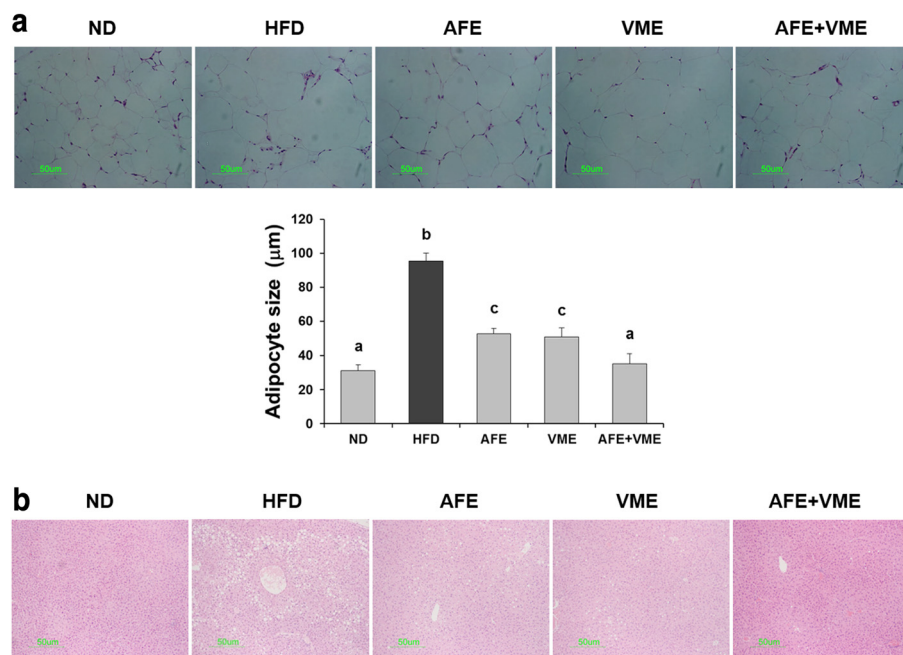 a
ND HFD AFE VME AFE+VME
50um 50um 50um 50um 50um
Adipocyte size (μm)
120
100
80
60
40
20
0
a b c c a
ND HFD AFE VME AFE+VME
b
ND HFD AFE VME AFE+VME
50um 50um 50um 50um 50um